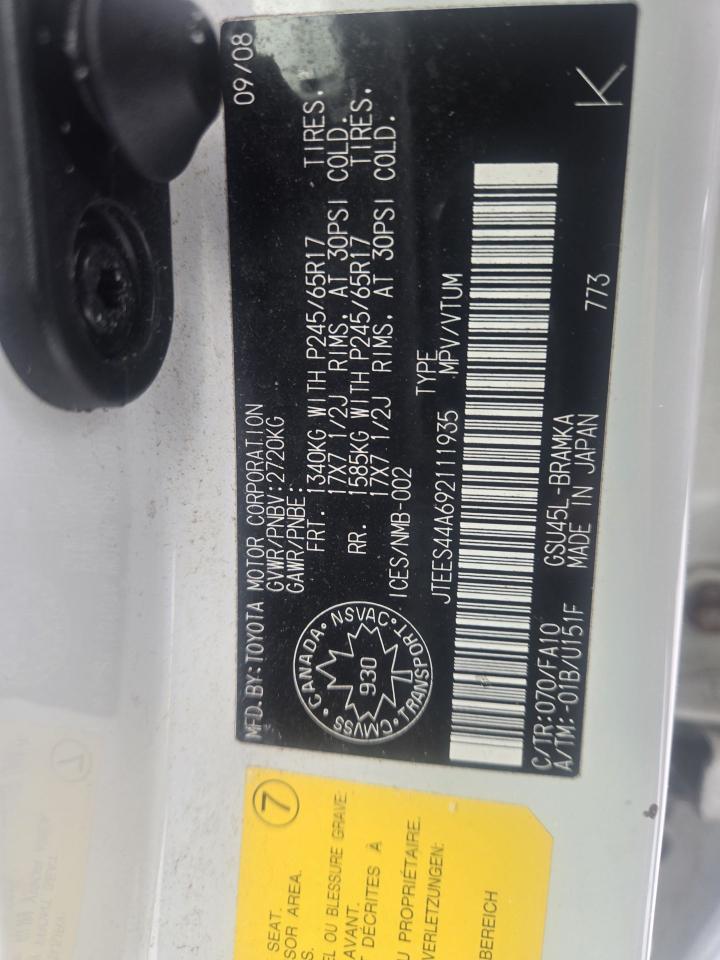 MFD.BY:TOYOTA MOTOR CORPORATION 09/08
GVWR/PNBV:2720KG
GAWR/PNBE:
FRT. 1340KG WITH P245/65R17 TIRES,
17X7 1/2J RIMS, AT 30PSI COLD.
RR. 1585KG WITH P245/65R17 TIRES,
17X7 1/2J RIMS, AT 30PSI COLD.
ICES/NMB-002
CANADA • NSVAC • TRANSPORT • CMVSS
930
TYPE
JTEES44A692111935 MPV/VTUM
C/TR:070/FA10 GSU45L-BRAMKA 773 K
A/TM:-01B/U151F MADE IN JAPAN
7
SEAT.
SOR AREA.
S.
EL OU BLESSURE GRAVE:
AVANT.
DÉCRITES À
U PROPRIÉTAIRE.
VERLETZUNGEN:
BEREICH
7